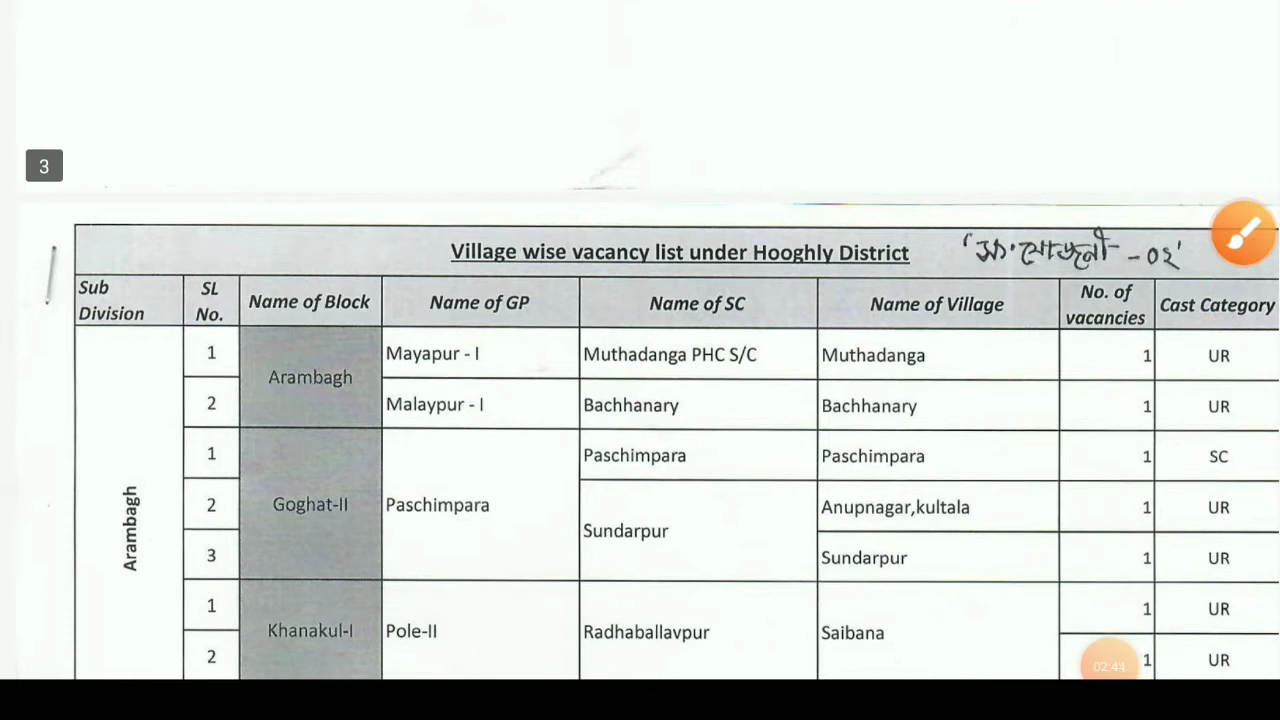 3
Village wise vacancy list under Hooghly District
Sub Division SL No. Name of Block Name of GP Name of SC Name of Village No. of vacancies Cast Category
Arambagh
1 Arambagh Mayapur - I Muthadanga PHC S/C Muthadanga 1 UR
2 Malaypur - I Bachhanary Bachhanary 1 UR
1 Goghat-II Paschimpara Paschimpara Paschimpara 1 SC
2 Sundarpur Anupnagar,kultala 1 UR
3 Sundarpur 1 UR
1 Khanakul-I Pole-II Radhaballavpur Saibana 1 UR
2 1 UR
02:44